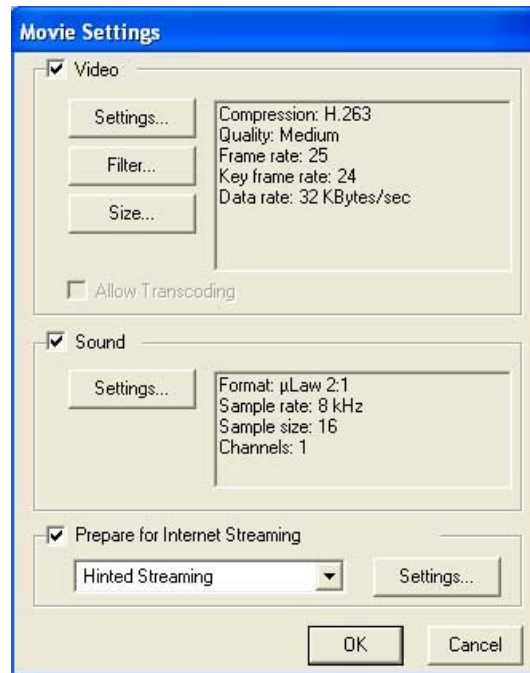 Movie Settings
Video
Settings...
Filter...
Size...
Compression: H.263
Quality: Medium
Frame rate: 25
Key frame rate: 24
Data rate: 32 KBytes/sec
Allow Transcoding
Sound
Settings...
Format: µLaw 2:1
Sample rate: 8 kHz
Sample size: 16
Channels: 1
Prepare for Internet Streaming
Hinted Streaming
Settings...
OK
Cancel